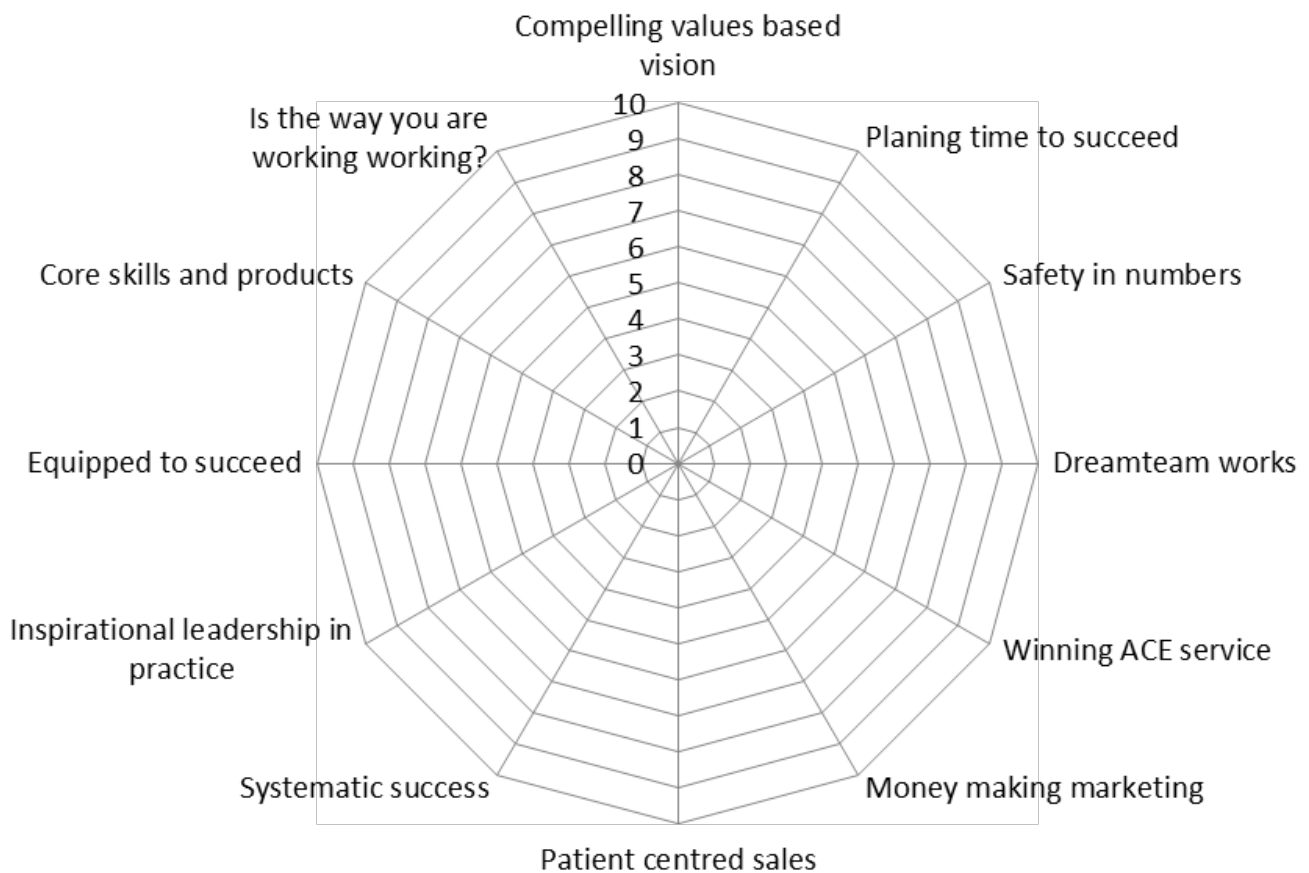 Compelling values based
vision
10
9
8
7
6
5
4
3
2
1
0
Planing time to succeed
Safety in numbers
Dreamteam works
Winning ACE service
Money making marketing
Patient centred sales
Systematic success
Inspirational leadership in
practice
Equipped to succeed
Core skills and products
Is the way you are
working working?